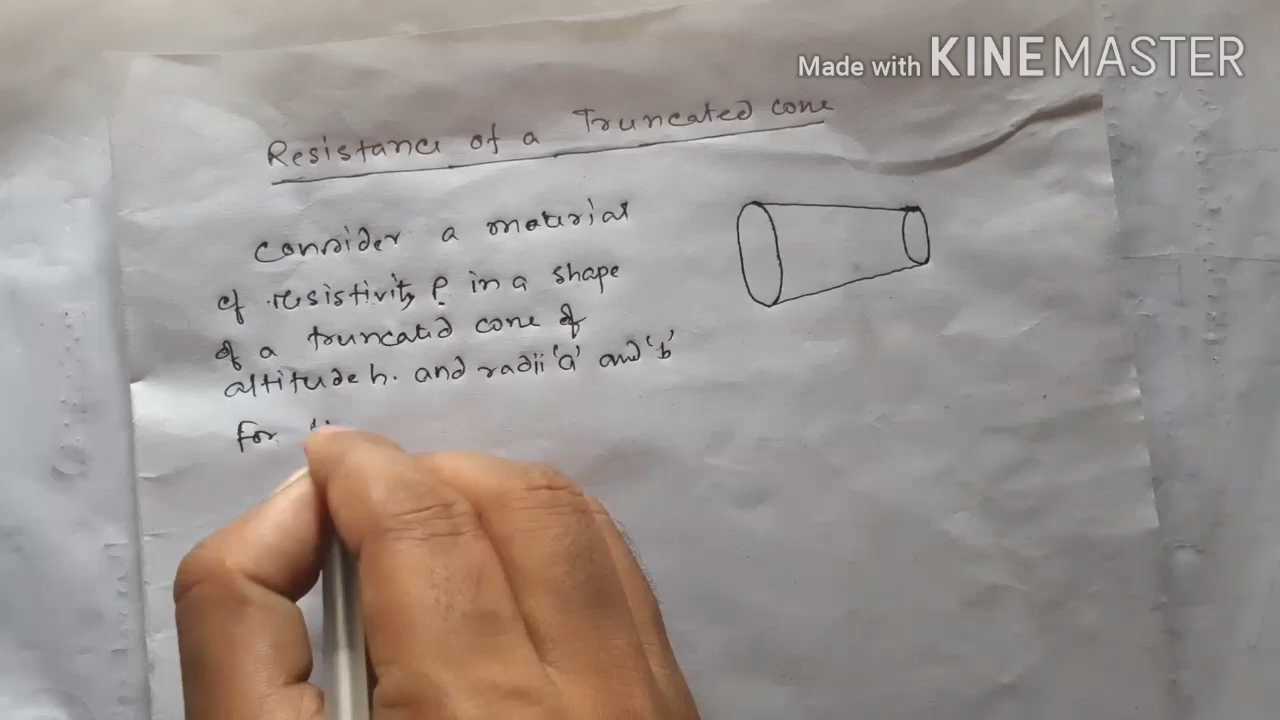 Made with KINEMASTER
Resistance of a Truncated cone
Consider a material
of resistivity ρ in a shape
of a truncated cone of
altitude h. and radii 'a' and 'b'
for